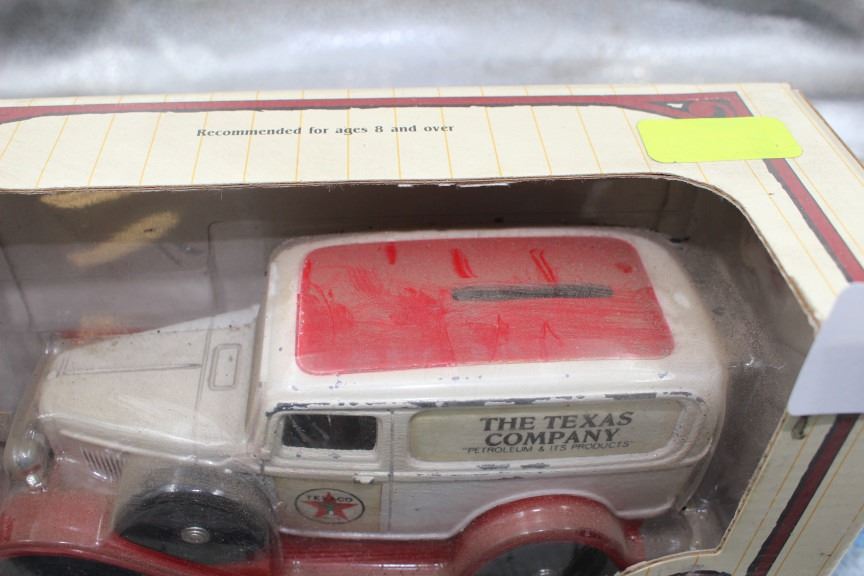 Recommended for ages 8 and over
THE TEXAS
COMPANY
"PETROLEUM & ITS PRODUCTS"
TEXACO